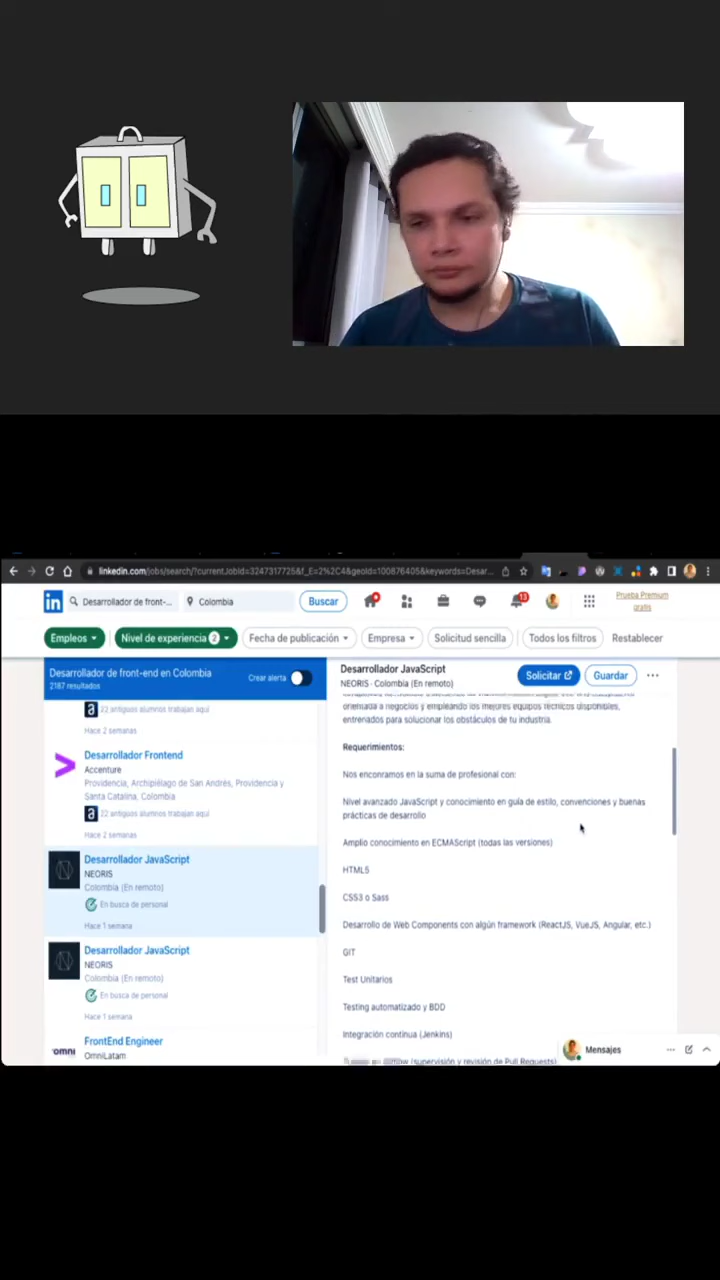 linkedin.com/jobs/search/?currentJobId=3247317725&f_E=2%2C4&geoId=100876405&keywords=Desar...
in Desarrollador de front-... Colombia Buscar 13 Prueba Premium
gratis
Empleos Nivel de experiencia 2 Fecha de publicación Empresa Solicitud sencilla Todos los filtros Restablecer
Desarrollador de front-end en Colombia
2187 resultados
Crear alerta
a 22 antiguos alumnos trabajan aquí
Hace 2 semanas
Desarrollador Frontend
Accenture
Providencia, Archipiélago de San Andrés, Providencia y
Santa Catalina, Colombia
a 22 antiguos alumnos trabajan aquí
Hace 2 semanas
Desarrollador JavaScript
NEORIS
Colombia (En remoto)
En busca de personal
Hace 1 semana
Desarrollador JavaScript
NEORIS
Colombia (En remoto)
En busca de personal
Hace 1 semana
omni FrontEnd Engineer
OmniLatam
Desarrollador JavaScript
NEORIS · Colombia (En remoto)
Solicitar Guardar ...
orientada a negocios y empleando los mejores equipos técnicos disponibles,
entrenados para solucionar los obstáculos de tu industria.
Requerimientos:
Nos enconramos en la suma de profesional con:
Nivel avanzado JavaScript y conocimiento en guía de estilo, convenciones y buenas
prácticas de desarrollo
Amplio conocimiento en ECMAScript (todas las versiones)
HTML5
CSS3 o Sass
Desarrollo de Web Components con algún framework (ReactJS, VueJS, Angular, etc.)
GIT
Test Unitarios
Testing automatizado y BDD
Integración continua (Jenkins)
(supervisión y revisión de Pull Requests)
Mensajes ...